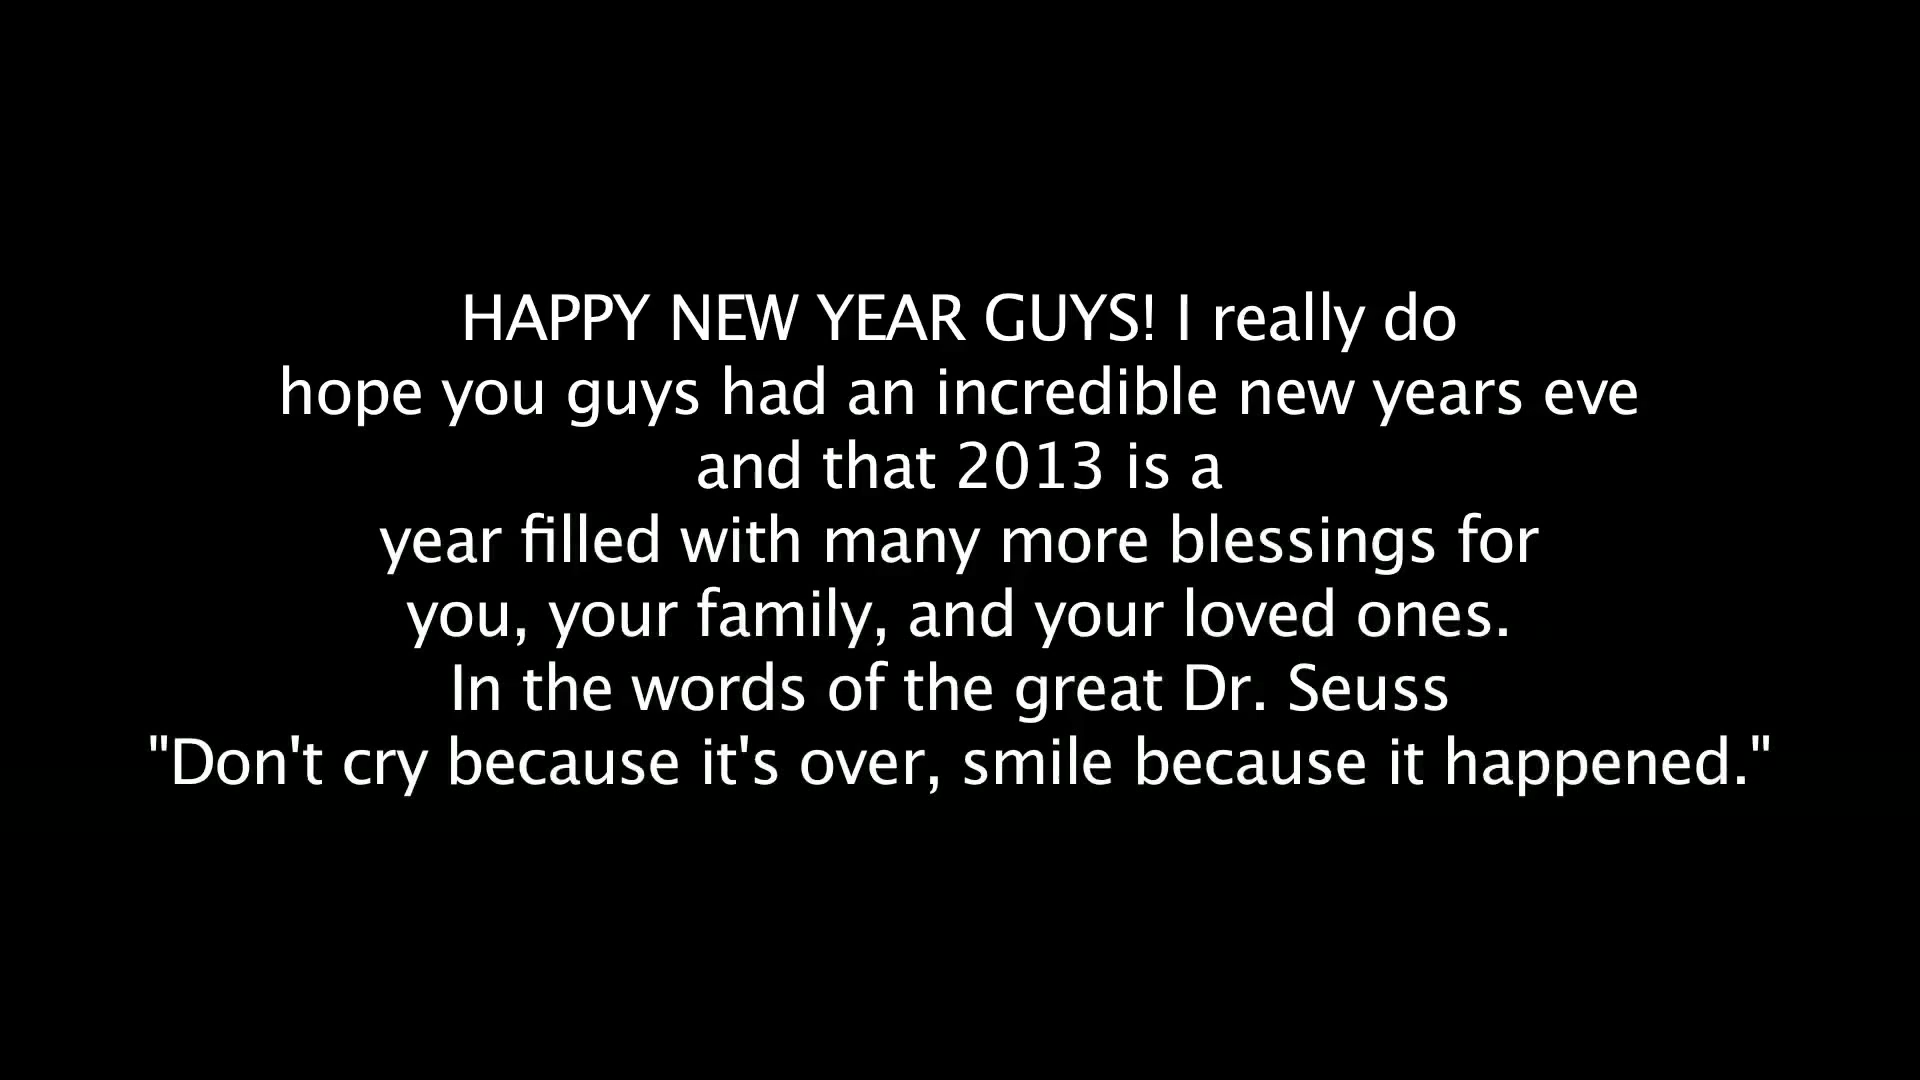 HAPPY NEW YEAR GUYS! I really do
hope you guys had an incredible new years eve
and that 2013 is a
year filled with many more blessings for
you, your family, and your loved ones.
In the words of the great Dr. Seuss
"Don't cry because it's over, smile because it happened."